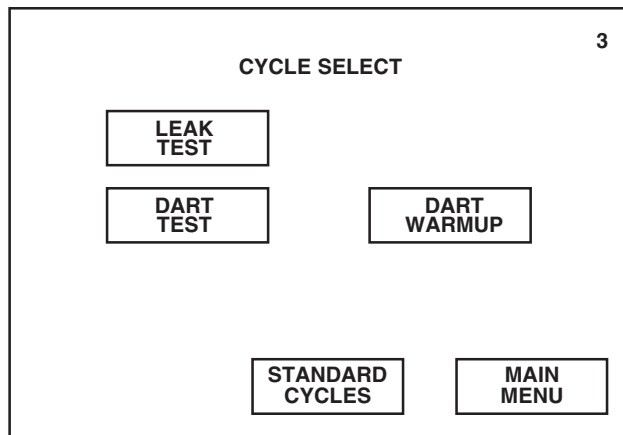 3
CYCLE SELECT
LEAK
TEST
DART
TEST
DART
WARMUP
STANDARD
CYCLES
MAIN
MENU